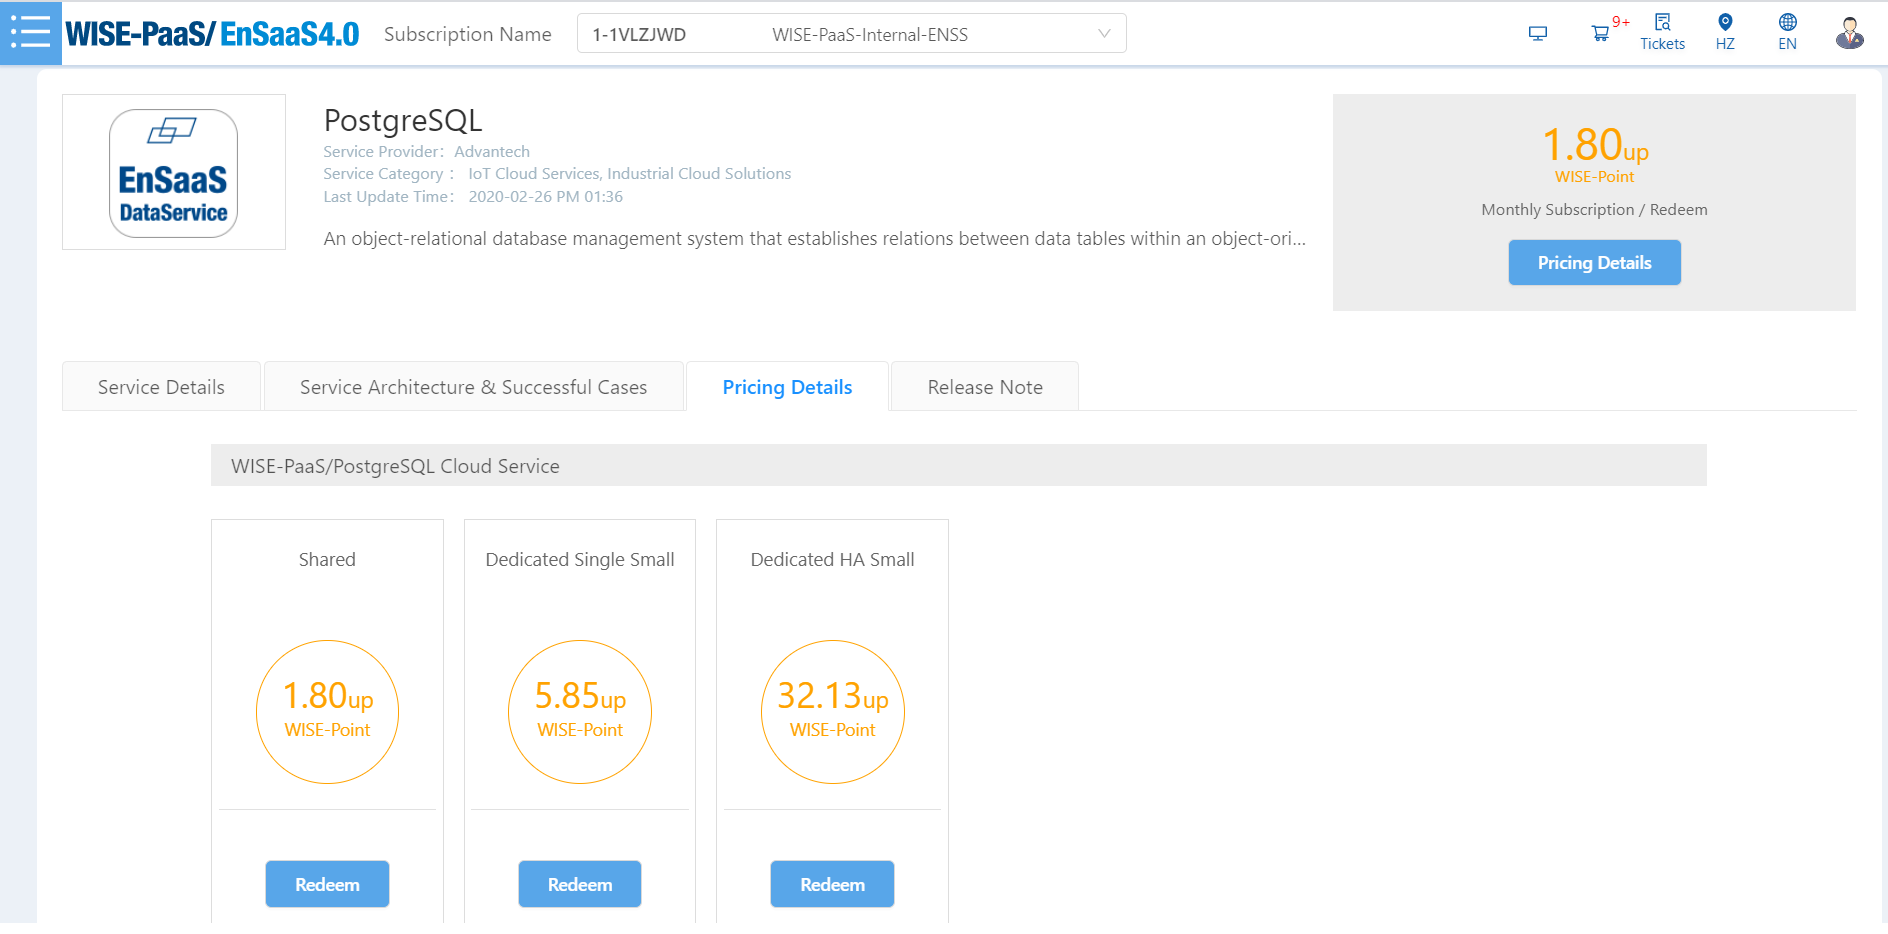 WISE-PaaS/ EnSaaS4.0
Subscription Name
1-1VLZJWD WISE-PaaS-Internal-ENSS
9+
Tickets
HZ
EN
EnSaaS
DataService
PostgreSQL
Service Provider: Advantech
Service Category : IoT Cloud Services, Industrial Cloud Solutions
Last Update Time: 2020-02-26 PM 01:36
An object-relational database management system that establishes relations between data tables within an object-ori...
1.80up
WISE-Point
Monthly Subscription / Redeem
Pricing Details
Service Details
Service Architecture & Successful Cases
Pricing Details
Release Note
WISE-PaaS/PostgreSQL Cloud Service
Shared
1.80up
WISE-Point
Redeem
Dedicated Single Small
5.85up
WISE-Point
Redeem
Dedicated HA Small
32.13up
WISE-Point
Redeem